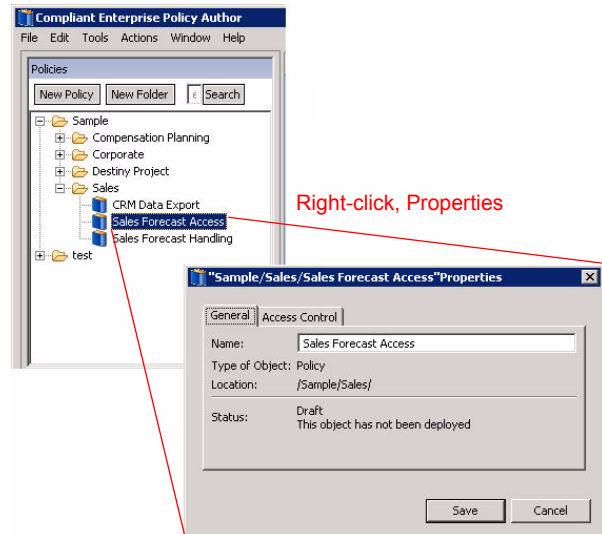 Compliant Enterprise Policy Author
File Edit Tools Actions Window Help
Policies
New Policy New Folder Search
Sample
Compensation Planning
Corporate
Destiny Project
Sales
CRM Data Export
Sales Forecast Access
Sales Forecast Handling
test
Right-click, Properties
"Sample/Sales/Sales Forecast Access"Properties
General Access Control
Name: Sales Forecast Access
Type of Object: Policy
Location: /Sample/Sales/
Status: Draft
This object has not been deployed
Save Cancel